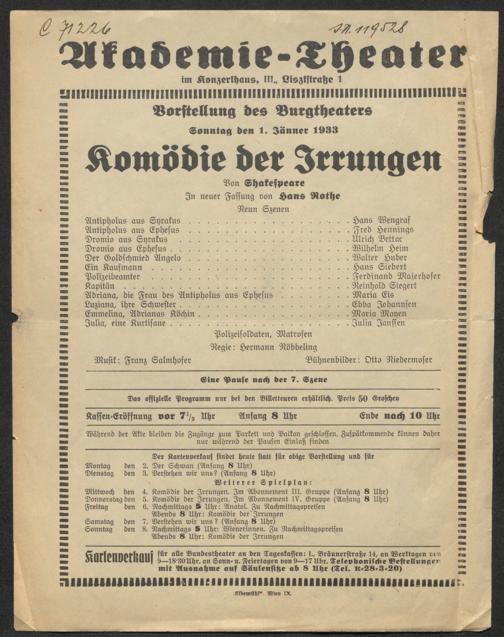 C 71226
IN. 119528
Akademie-Theater
im Konzerthaus, III., Lisztstraße 1
Vorstellung des Burgtheaters
Sonntag den 1. Jänner 1933
Komödie der Irrungen
Von Shakespeare
In neuer Fassung von Hans Rothe
Neun Szenen
Antipholus aus Syrakus . . . . . . . . . . . . . . . Hans Wengraf
Antipholus aus Ephesus . . . . . . . . . . . . . . . Fred Hennings
Dromio aus Syrakus . . . . . . . . . . . . . . . Ulrich Bettac
Dromio aus Ephesus . . . . . . . . . . . . . . . Wilhelm Heim
Der Goldschmied Angelo . . . . . . . . . . . . . . . Walter Huber
Ein Kaufmann . . . . . . . . . . . . . . . Hans Siebert
Polizeibeamter . . . . . . . . . . . . . . . Ferdinand Maierhofer
Kapitän . . . . . . . . . . . . . . . Reinhold Siegert
Adriana, die Frau des Antipholus aus Ephesus . . . . . . . . . Maria Eis
Luziana, ihre Schwester . . . . . . . . . . . . . . . Ebba Johannsen
Emmelina, Adrianas Köchin . . . . . . . . . . . . . . . Maria Mayen
Julia, eine Kurtisane . . . . . . . . . . . . . . . Julia Janssen
Polizeisoldaten, Matrosen
Regie: Hermann Röbbeling
Musik: Franz Salmhofer Bühnenbilder: Otto Niedermoser
Eine Pause nach der 7. Szene
Das offizielle Programm nur bei den Billetteuren erhältlich. Preis 50 Groschen
Kassen-Eröffnung vor 7½ Uhr Anfang 8 Uhr Ende nach 10 Uhr
Während der Akte bleiben die Zugänge zum Parkett und Balkon geschlossen. Zuspätkommende können daher
nur während der Pausen Einlaß finden
Der Kartenverkauf findet heute statt für obige Vorstellung und für
Montag den 2. Der Schwan (Anfang 8 Uhr)
Dienstag den 3. Verstehen wir uns? (Anfang 8 Uhr)
Weiterer Spielplan:
Mittwoch den 4. Komödie der Irrungen. Im Abonnement III. Gruppe (Anfang 8 Uhr)
Donnerstag den 5. Komödie der Irrungen. Im Abonnement IV. Gruppe (Anfang 8 Uhr)
Freitag den 6. Nachmittags 5 Uhr: Anatol. Zu Nachmittagspreisen
Abends 8 Uhr: Komödie der Irrungen
Samstag den 7. Verstehen wir uns? (Anfang 8 Uhr)
Sonntag den 8. Nachmittags 5 Uhr: Wienerinnen. Zu Nachmittagspreisen
Abends 8 Uhr: Komödie der Irrungen
Kartenverkauf für alle Bundestheater an den Tageskassen: I., Bräunerstraße 14, an Werktagen von
9—18·30 Uhr, an Sonn- u. Feiertagen von 9—17 Uhr. Telephonische Bestellungen
mit Ausnahme auf Säulensitze ab 8 Uhr (Tel. R-28-3-20)
„Elbemühl“, Wien IX.